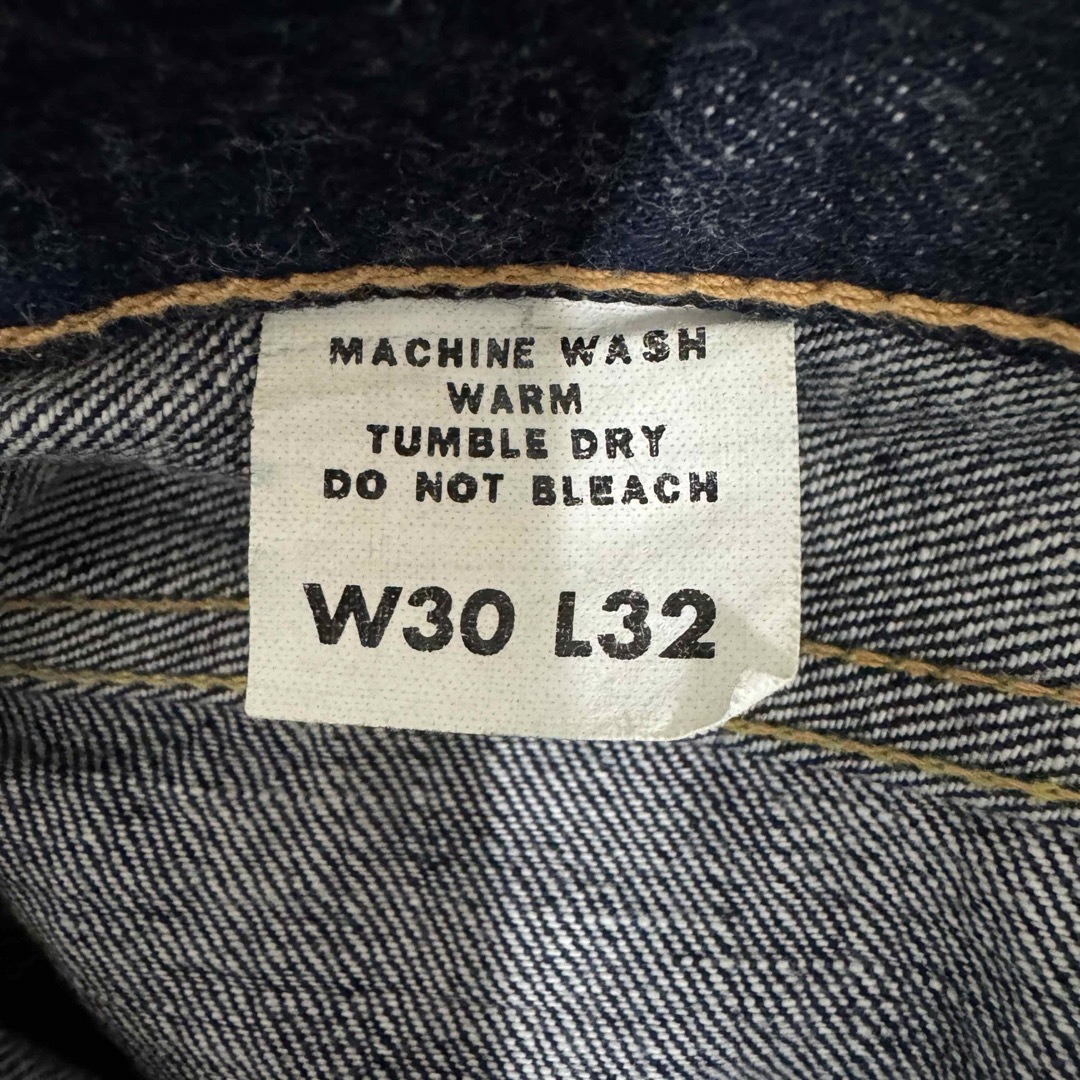 MACHINE WASH
WARM
TUMBLE DRY
DO NOT BLEACH
W30 L32